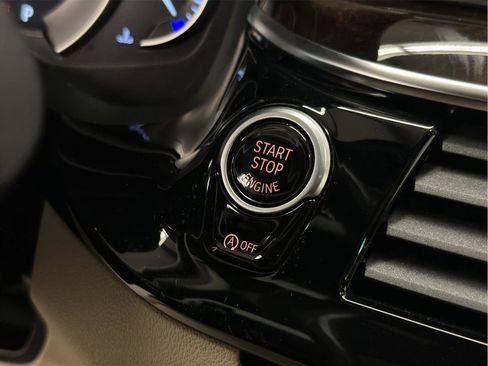 P
START
STOP
ENGINE
A OFF